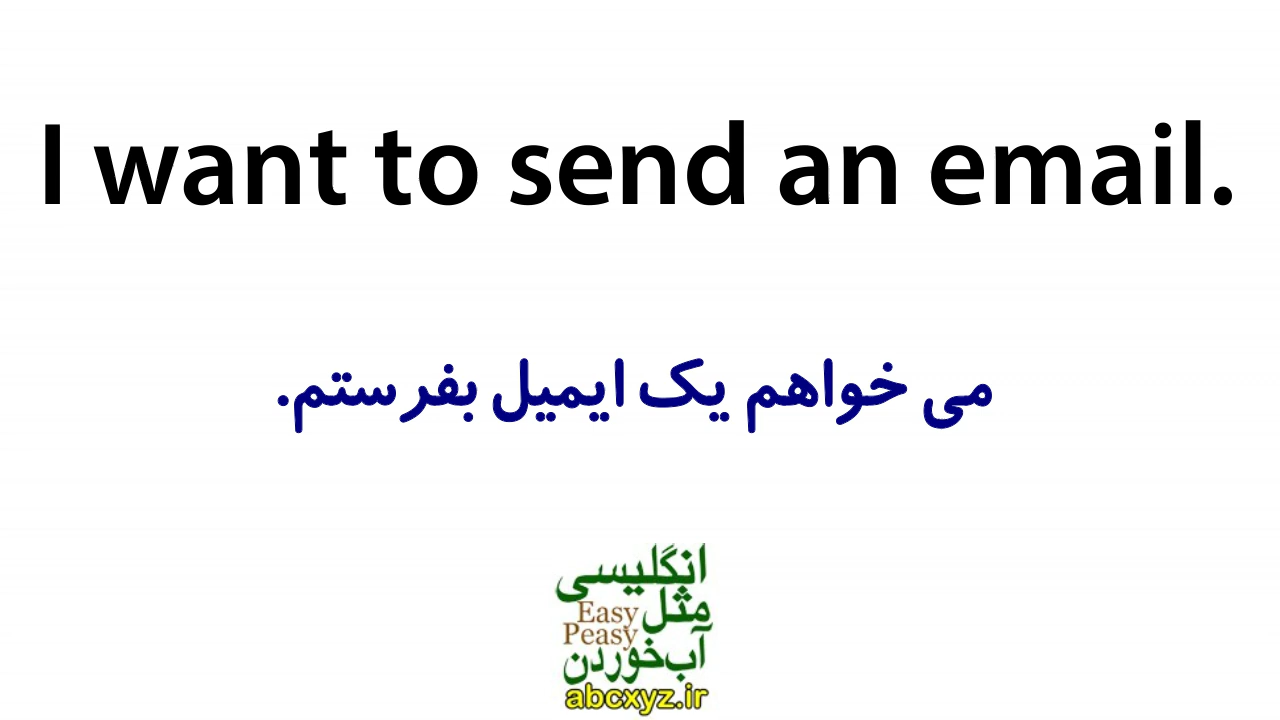 I want to send an email.
می خواهم یک ایمیل بفرستم.
انگلیسی
مثل Easy
Peasy
آب خوردن
abcxyz.ir